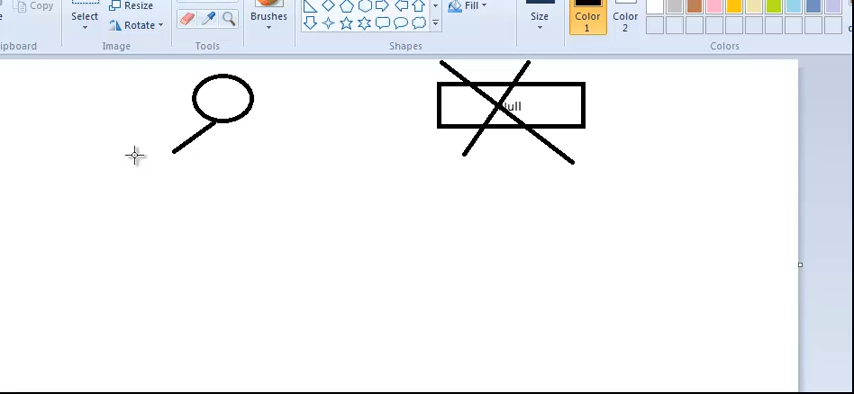 Copy
Resize
Rotate
Select
Brushes
Fill
Size
Color
1
Color
2
Image
Tools
Shapes
Colors